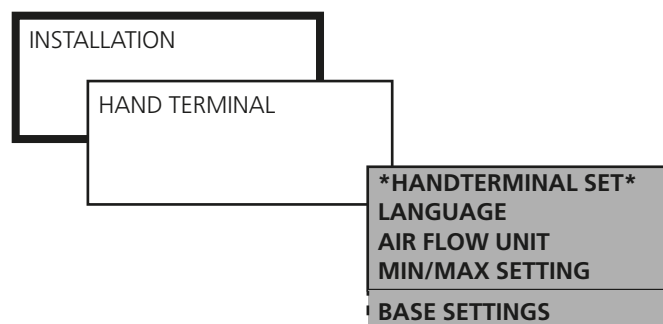 INSTALLATION
HAND TERMINAL
*HANDTERMINAL SET*
LANGUAGE
AIR FLOW UNIT
MIN/MAX SETTING
BASE SETTINGS